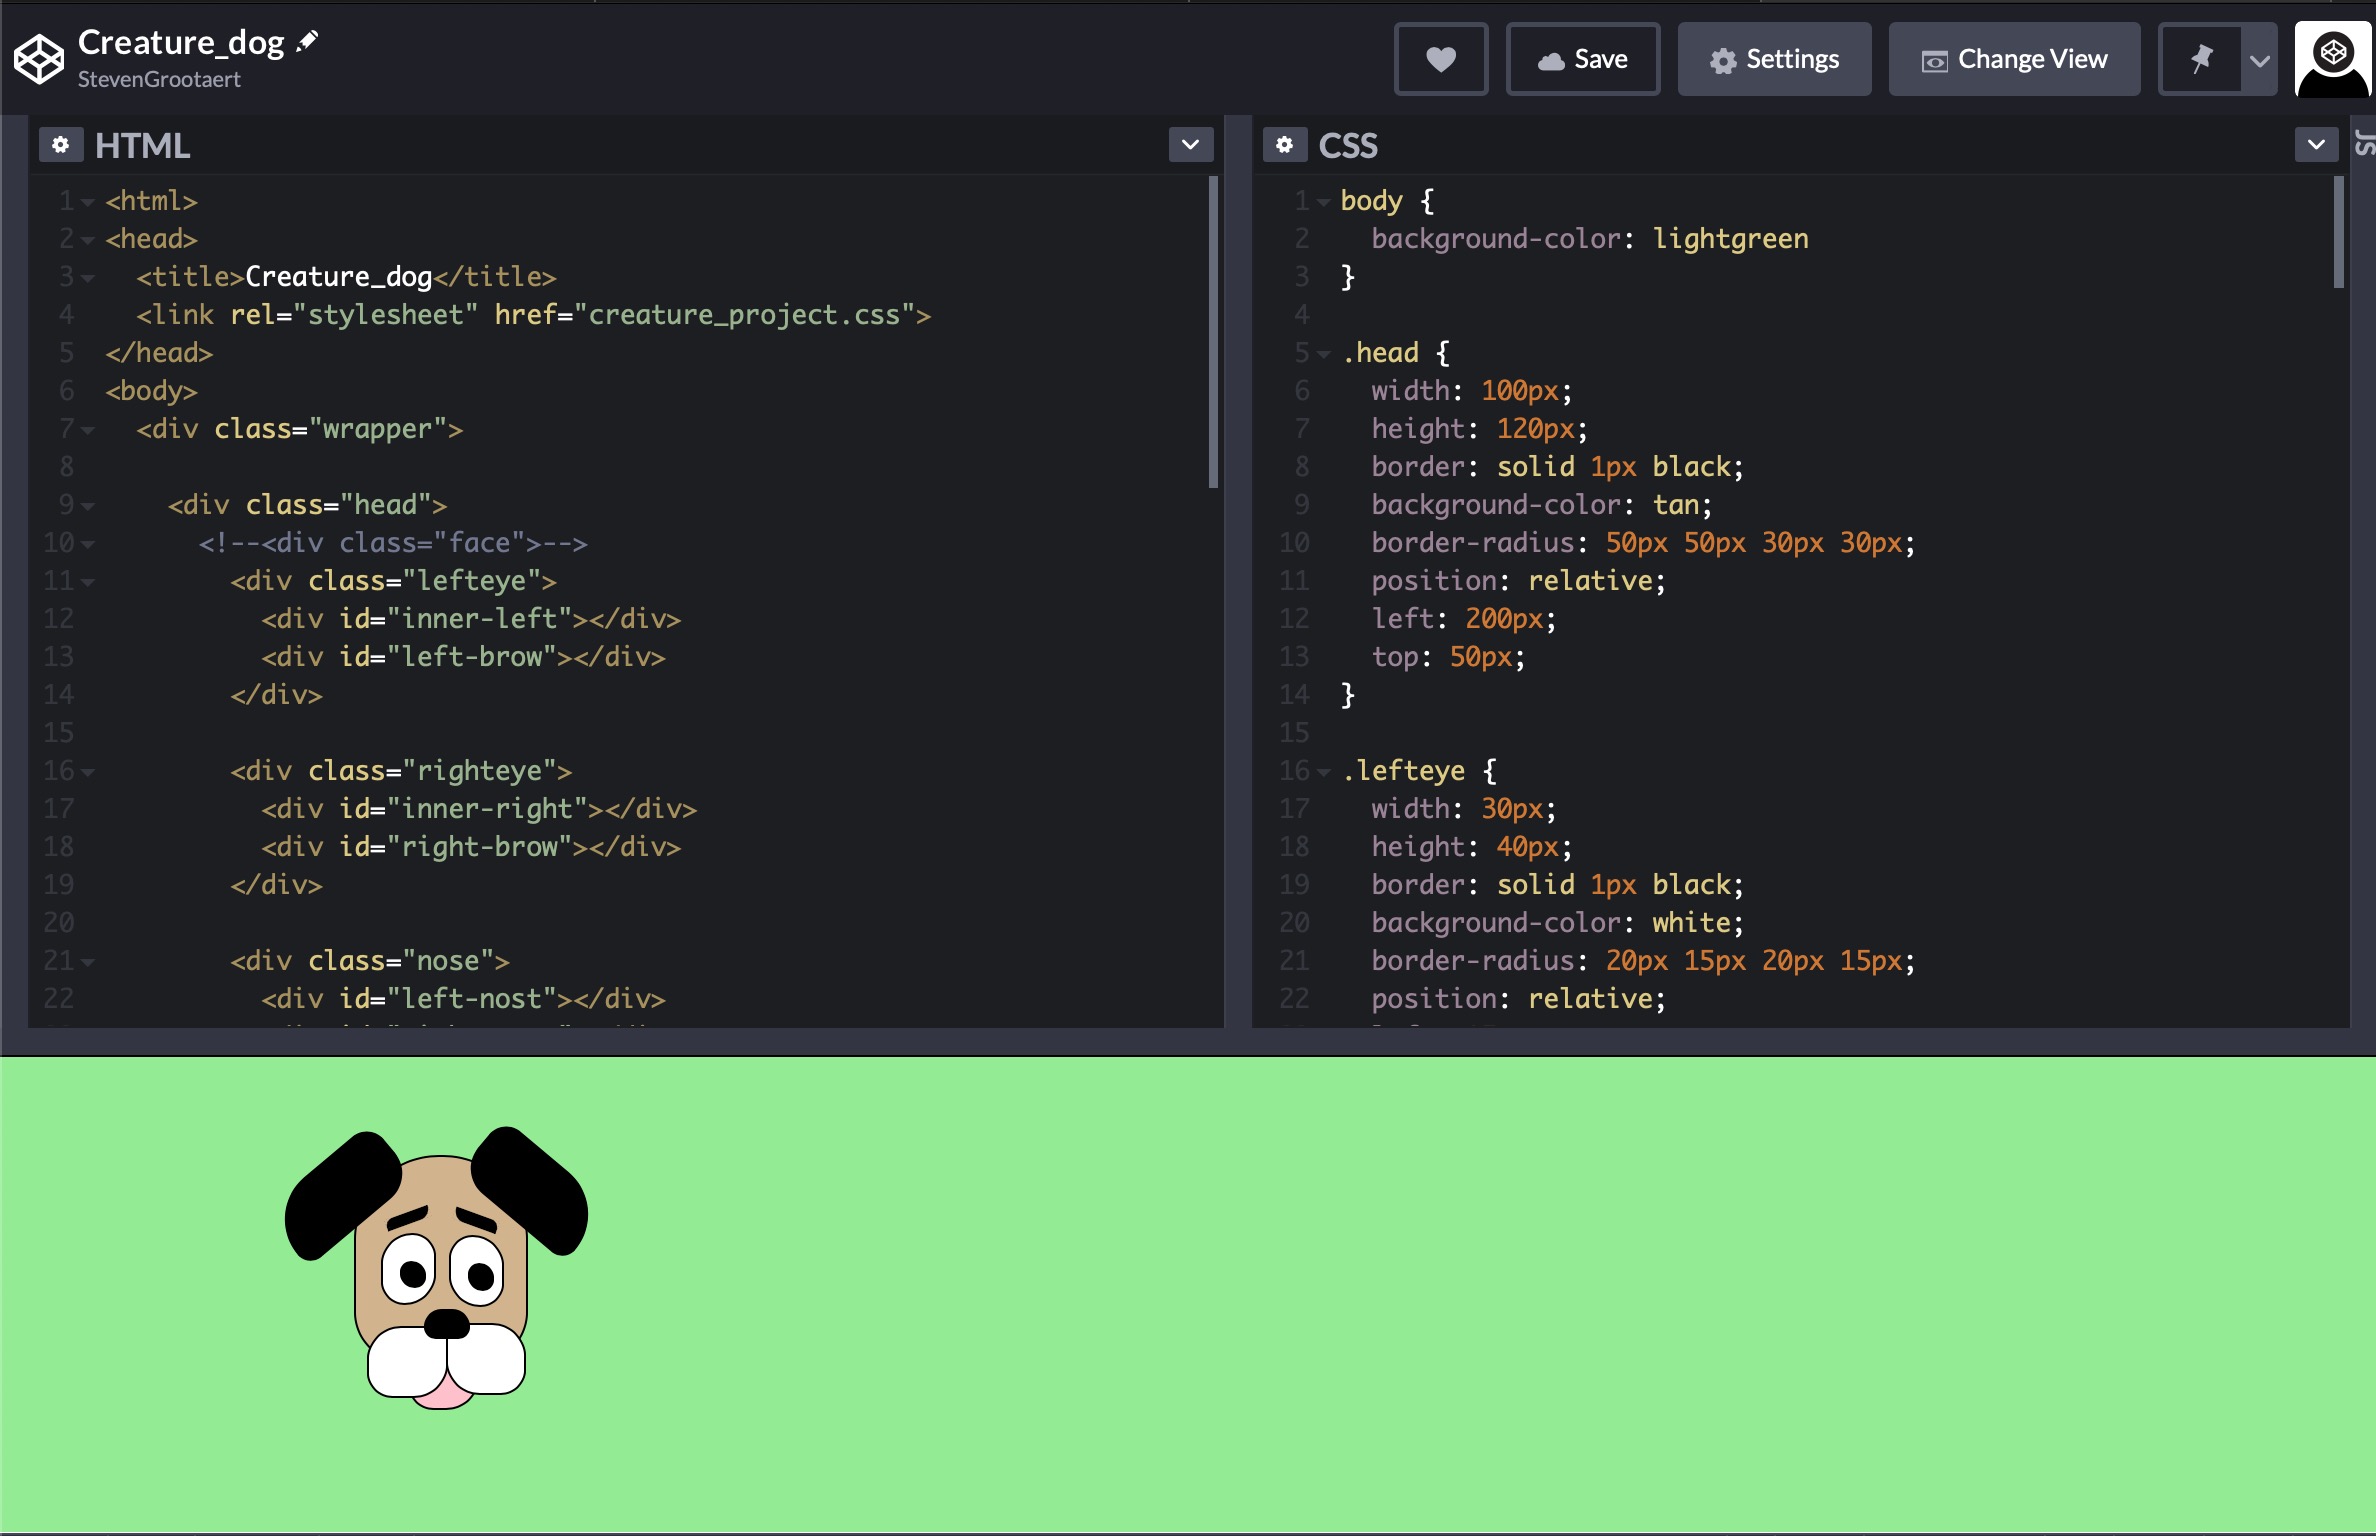 Creature_dog
StevenGrootaert
Save
Settings
Change View
HTML
1 <html>
2 <head>
3 <title>Creature_dog</title>
4 <link rel="stylesheet" href="creature_project.css">
5 </head>
6 <body>
7 <div class="wrapper">
8
9 <div class="head">
10 <!--<div class="face">-->
11 <div class="lefteye">
12 <div id="inner-left"></div>
13 <div id="left-brow"></div>
14 </div>
15
16 <div class="righteye">
17 <div id="inner-right"></div>
18 <div id="right-brow"></div>
19 </div>
20
21 <div class="nose">
22 <div id="left-nost"></div>
CSS
1 body {
2 background-color: lightgreen
3 }
4
5 .head {
6 width: 100px;
7 height: 120px;
8 border: solid 1px black;
9 background-color: tan;
10 border-radius: 50px 50px 30px 30px;
11 position: relative;
12 left: 200px;
13 top: 50px;
14 }
15
16 .lefteye {
17 width: 30px;
18 height: 40px;
19 border: solid 1px black;
20 background-color: white;
21 border-radius: 20px 15px 20px 15px;
22 position: relative;
JS